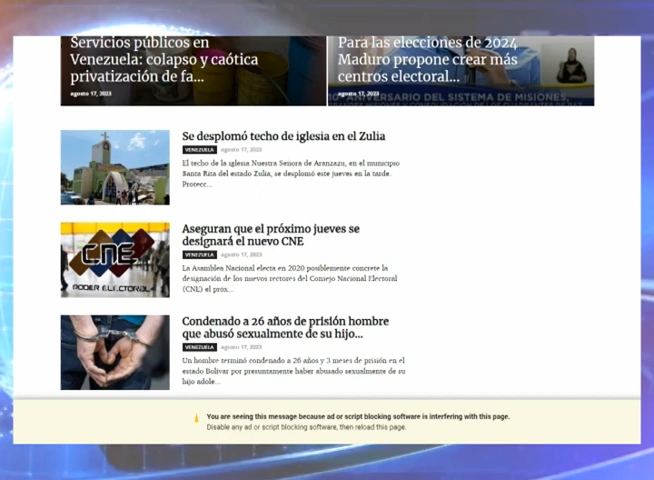 Servicios públicos en
Venezuela: colapso y caótica
privatización de fa...
agosto 17, 2023
Para las elecciones de 2024
Maduro propone crear más
centros electoral...
agosto 17, 2023
ANIVERSARIO DEL SISTEMA DE MISIONES,
Se desplomó techo de iglesia en el Zulia
VENEZUELA agosto 17, 2023
El techo de la iglesia Nuestra Señora de Aranzazu, en el municipio
Santa Rita del estado Zulia, se desplomó este jueves en la tarde.
Protecc...
Aseguran que el próximo jueves se
designará el nuevo CNE
VENEZUELA agosto 17, 2023
La Asamblea Nacional electa en 2020 posiblemente concrete la
designación de los nuevos rectores del Consejo Nacional Electoral
(CNE) el próx...
CNE
PODER ELECTORAL
Condenado a 26 años de prisión hombre
que abusó sexualmente de su hijo...
VENEZUELA agosto 17, 2023
Un hombre terminó condenado a 26 años y 3 meses de prisión en el
estado Bolívar por presuntamente haber abusado sexualmente de su
hijo adole...
You are seeing this message because ad or script blocking software is interfering with this page.
Disable any ad or script blocking software, then reload this page.